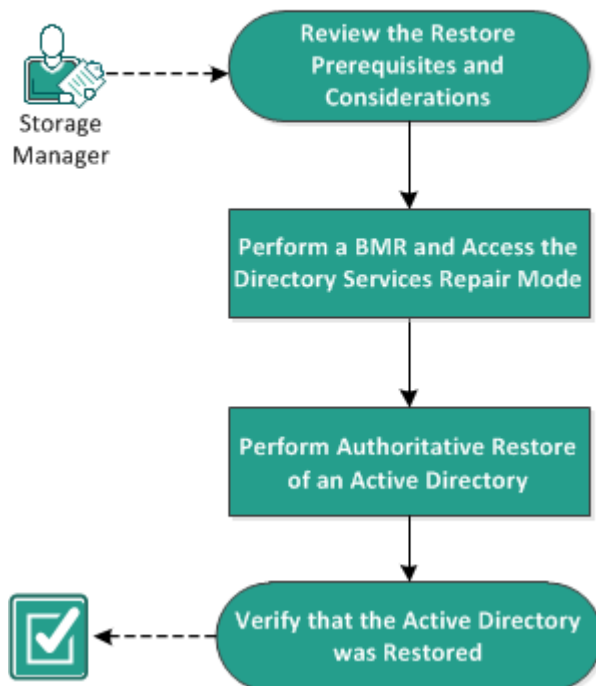 Review the Restore
Prerequisites and
Considerations
Storage
Manager
Perform a BMR and Access the
Directory Services Repair Mode
Perform Authoritative Restore
of an Active Directory
Verify that the Active Directory
was Restored